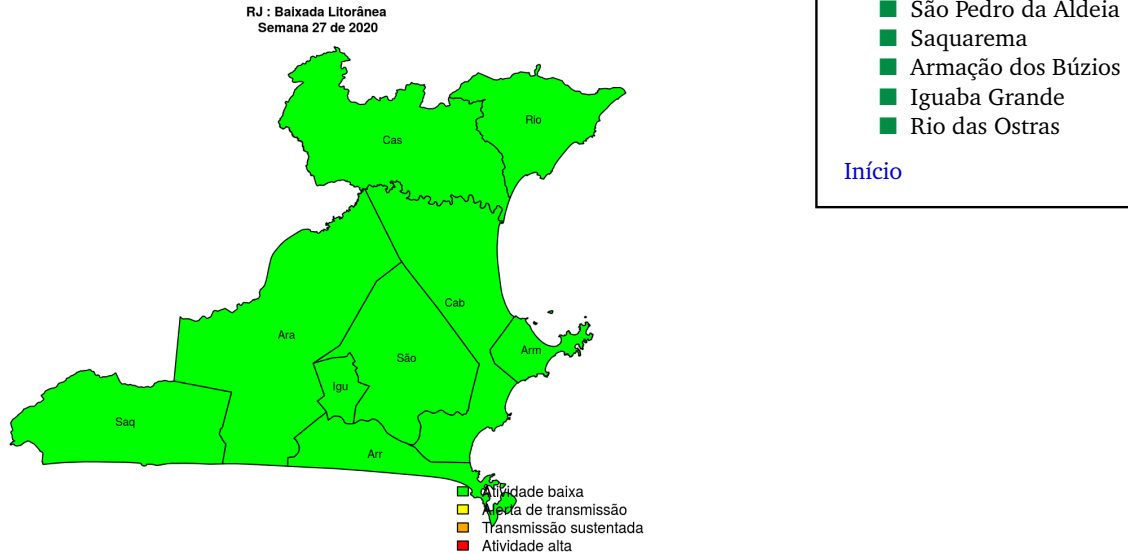 RJ : Baixada Litorânea
Semana 27 de 2020
Rio
Cas
Cab
Ara
Arm
São
Igu
Saq
Arr
Atividade baixa
Alerta de transmissão
Transmissão sustentada
Atividade alta
São Pedro da Aldeia
Saquarema
Armação dos Búzios
Iguaba Grande
Rio das Ostras
Início